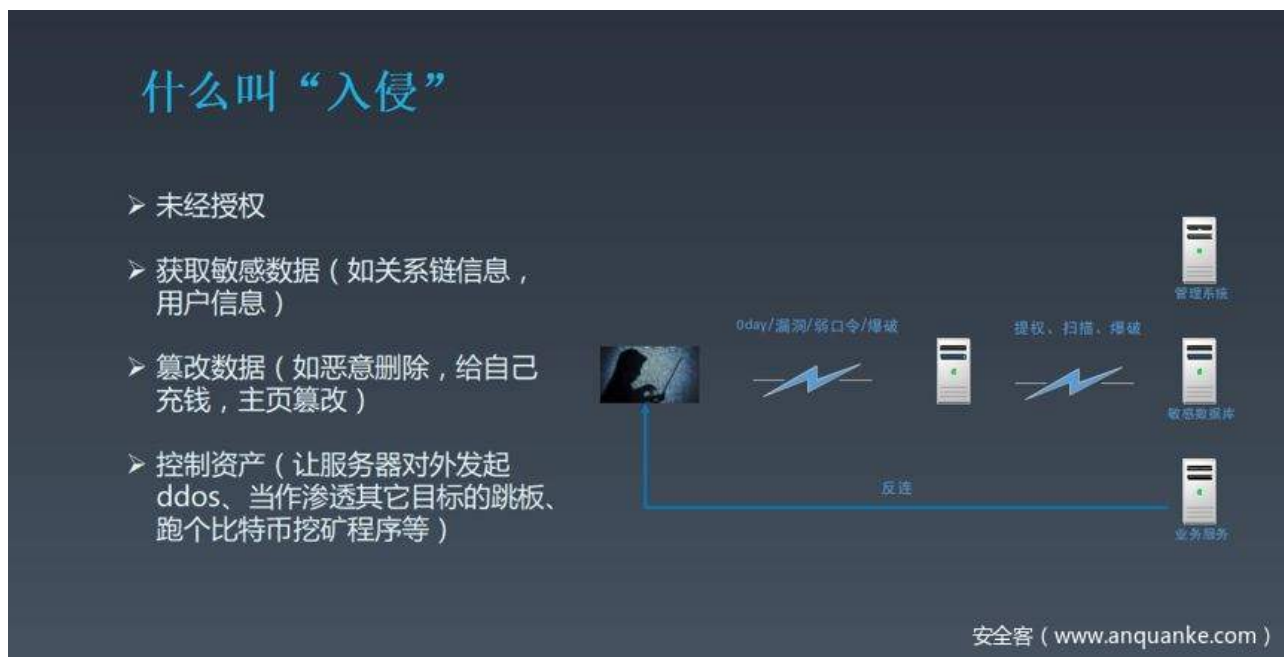 什么叫“入侵”
➢ 未经授权
➢ 获取敏感数据（如关系链信息，
用户信息）
➢ 篡改数据（如恶意删除，给自己
充钱，主页篡改）
➢ 控制资产（让服务器对外发起
ddos、当作渗透其它目标的跳板、
跑个比特币挖矿程序等）
0day/漏洞/弱口令/爆破
提权、扫描、爆破
管理系统
敏感数据库
反连
业务服务
安全客（www.anquanke.com）